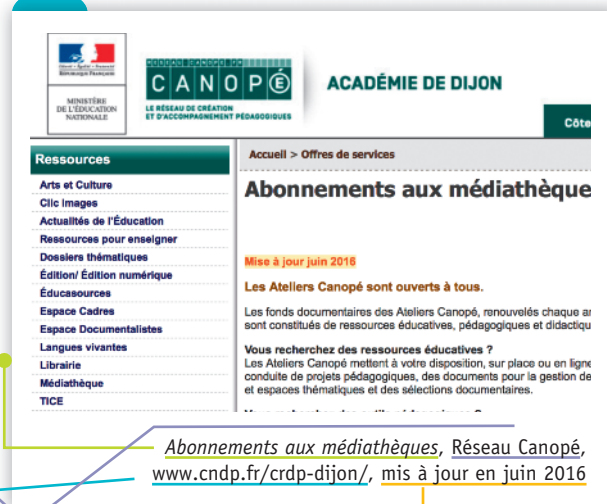 Liberté • Égalité • Fraternité
RÉPUBLIQUE FRANÇAISE
MINISTÈRE
DE L'ÉDUCATION
NATIONALE
RÉSEAU CANOPÉ FR
CANOPÉ
LE RÉSEAU DE CRÉATION
ET D'ACCOMPAGNEMENT PÉDAGOGIQUES
ACADÉMIE DE DIJON
Côte
Ressources
Arts et Culture
Clic images
Actualités de l'Éducation
Ressources pour enseigner
Dossiers thématiques
Édition/ Édition numérique
Éducasources
Espace Cadres
Espace Documentalistes
Langues vivantes
Librairie
Médiathèque
TICE
Accueil > Offres de services
Abonnements aux médiathèque
Mise à jour juin 2016
Les Ateliers Canopé sont ouverts à tous.
Les fonds documentaires des Ateliers Canopé, renouvelés chaque
sont constitués de ressources éducatives, pédagogiques et
Vous recherchez des ressources éducatives ?
Les Ateliers Canopé mettent à votre disposition, sur place ou en ligne
conduite de projets pédagogiques, des documents pour la gestion de
et espaces thématiques et des sélections documentaires.
Abonnements aux médiathèques, Réseau Canopé,
www.cndp.fr/crdp-dijon/, mis à jour en juin 2016